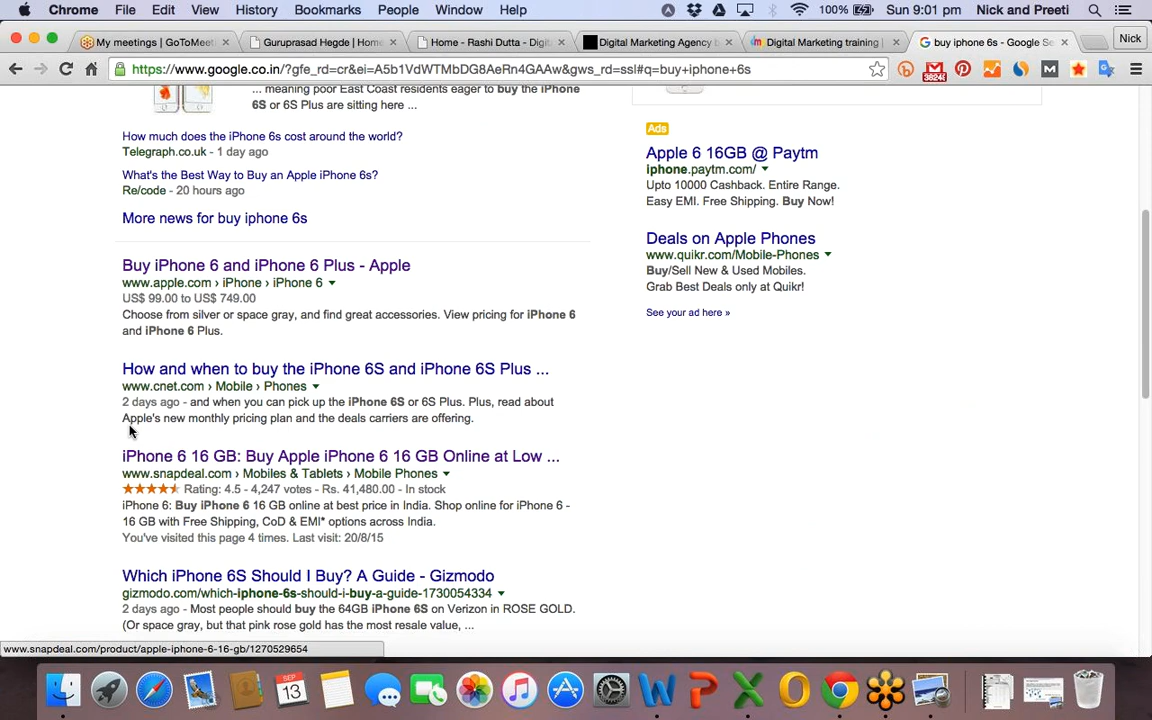 Chrome File Edit View History Bookmarks People Window Help 100% Sun 9:01 pm Nick and Preeti
My meetings | GoToMeet Guruprasad Hegde | Home Home - Rashi Dutta - Digit Digital Marketing Agency b Digital Marketing training | buy iphone 6s - Google Se Nick
https://www.google.co.in/?gfe_rd=cr&ei=A5b1VdWTMbDG8AeRn4GAAw&gws_rd=ssl#q=buy+iphone+6s
... meaning poor East Coast residents eager to buy the iPhone
6S or 6S Plus are sitting here ...
How much does the iPhone 6s cost around the world?
Telegraph.co.uk - 1 day ago
What's the Best Way to Buy an Apple iPhone 6s?
Re/code - 20 hours ago
More news for buy iphone 6s
Buy iPhone 6 and iPhone 6 Plus - Apple
www.apple.com › iPhone › iPhone 6
US$ 99.00 to US$ 749.00
Choose from silver or space gray, and find great accessories. View pricing for iPhone 6
and iPhone 6 Plus.
How and when to buy the iPhone 6S and iPhone 6S Plus ...
www.cnet.com › Mobile › Phones
2 days ago - and when you can pick up the iPhone 6S or 6S Plus. Plus, read about
Apple's new monthly pricing plan and the deals carriers are offering.
iPhone 6 16 GB: Buy Apple iPhone 6 16 GB Online at Low ...
www.snapdeal.com › Mobiles & Tablets › Mobile Phones
Rating: 4.5 - 4,247 votes - Rs. 41,480.00 - In stock
iPhone 6: Buy iPhone 6 16 GB online at best price in India. Shop online for iPhone 6 -
16 GB with Free Shipping, CoD & EMI* options across India.
You've visited this page 4 times. Last visit: 20/8/15
Which iPhone 6S Should I Buy? A Guide - Gizmodo
gizmodo.com/which-iphone-6s-should-i-buy-a-guide-1730054334
2 days ago - Most people should buy the 64GB iPhone 6S on Verizon in ROSE GOLD.
(Or space gray, but that pink rose gold has the most resale value, ...
Ads
Apple 6 16GB @ Paytm
iphone.paytm.com/
Upto 10000 Cashback. Entire Range.
Easy EMI. Free Shipping. Buy Now!
Deals on Apple Phones
www.quikr.com/Mobile-Phones
Buy/Sell New & Used Mobiles.
Grab Best Deals only at Quikr!
See your ad here »
www.snapdeal.com/product/apple-iphone-6-16-gb/1270529654
SEP
13